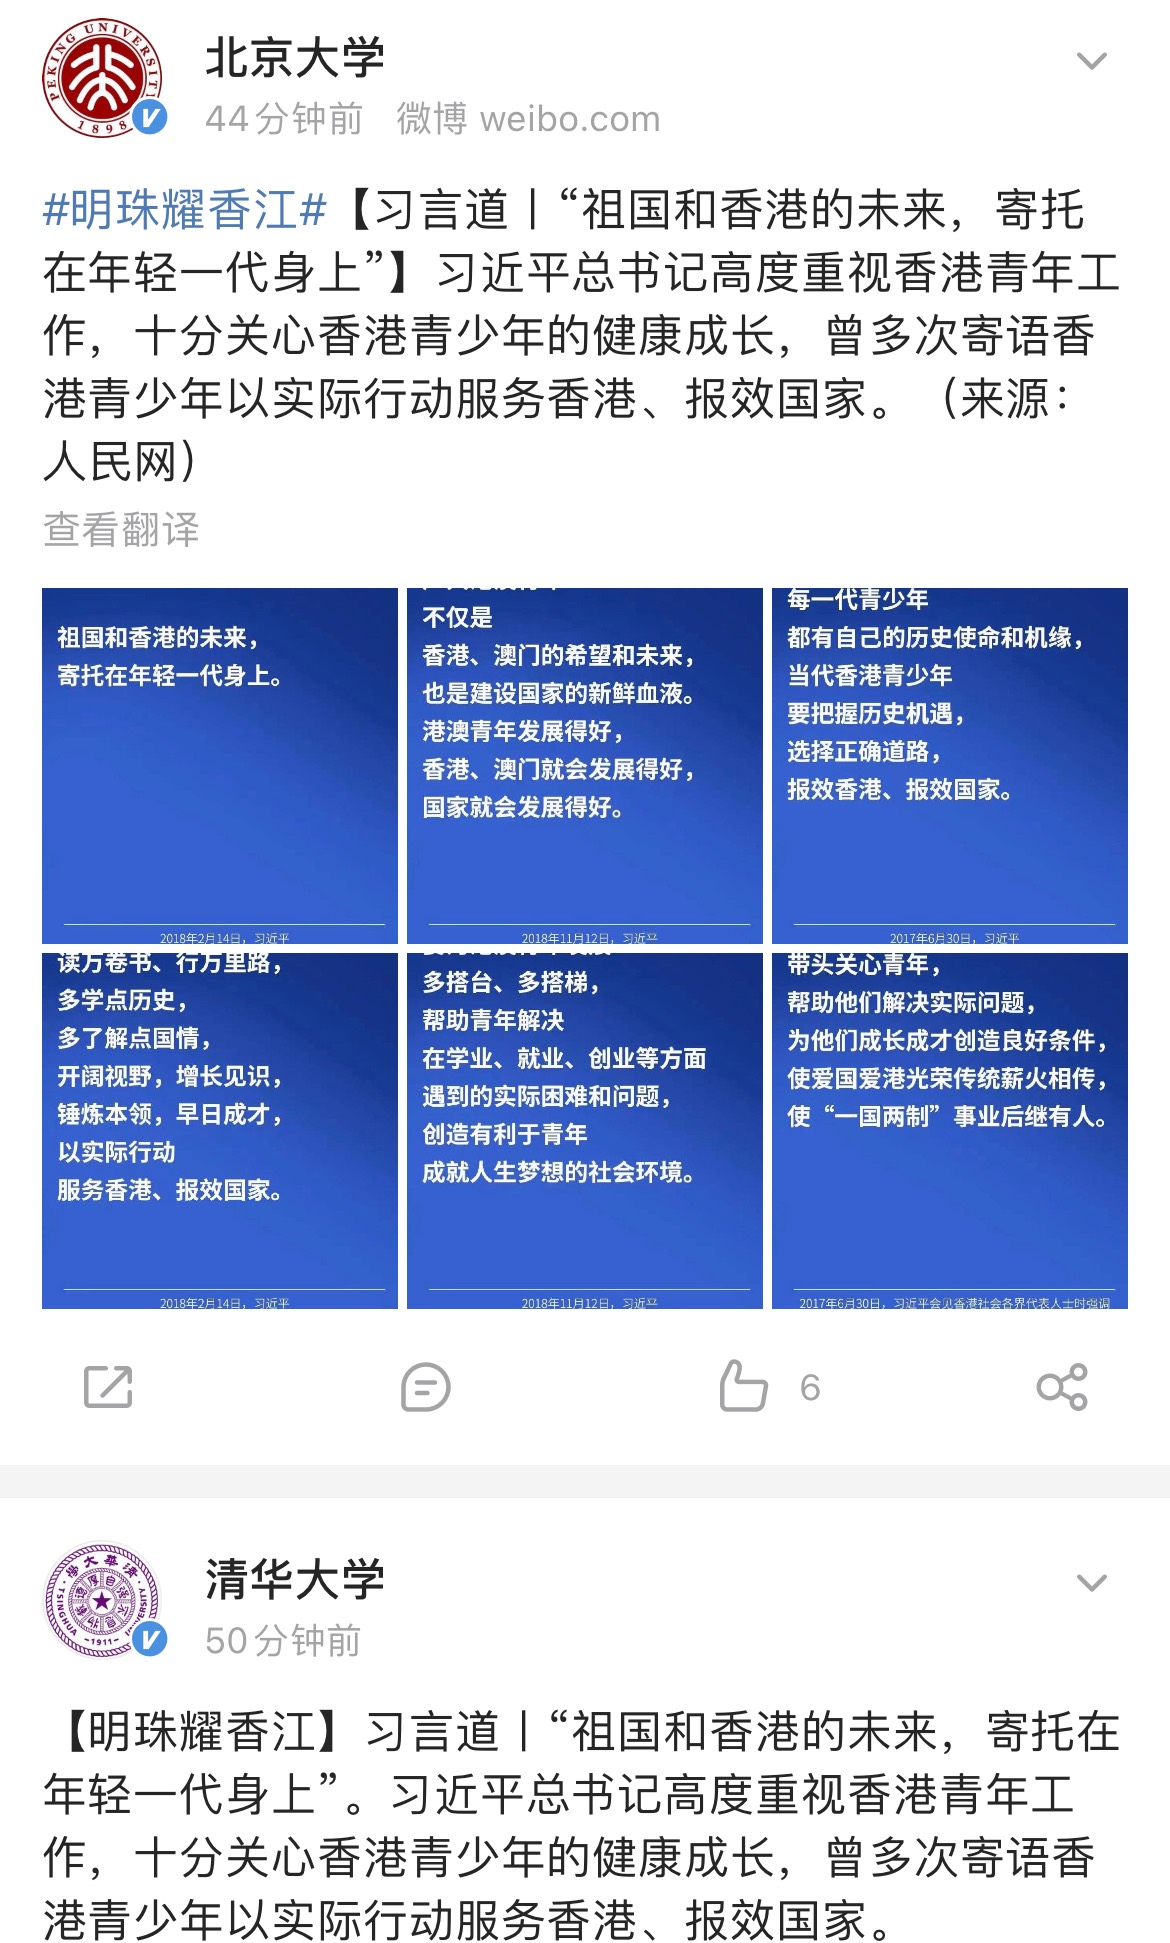 PEKING UNIVERSITY
1898
北京大学
44分钟前 微博 weibo.com
#明珠耀香江#【习言道丨“祖国和香港的未来，寄托
在年轻一代身上”】习近平总书记高度重视香港青年工
作，十分关心香港青少年的健康成长，曾多次寄语香
港青少年以实际行动服务香港、报效国家。（来源：
人民网）
查看翻译
祖国和香港的未来，
寄托在年轻一代身上。
2018年2月14日，习近平
不仅是
香港、澳门的希望和未来，
也是建设国家的新鲜血液。
港澳青年发展得好，
香港、澳门就会发展得好，
国家就会发展得好。
2018年11月12日，习近平
每一代青少年
都有自己的历史使命和机缘，
当代香港青少年
要把握历史机遇，
选择正确道路，
报效香港、报效国家。
2017年6月30日，习近平
读万卷书、行万里路，
多学点历史，
多了解点国情，
开阔视野，增长见识，
锤炼本领，早日成才，
以实际行动
服务香港、报效国家。
2018年2月14日，习近平
多搭台、多搭梯，
帮助青年解决
在学业、就业、创业等方面
遇到的实际困难和问题，
创造有利于青年
成就人生梦想的社会环境。
2018年11月12日，习近平
带头关心青年，
帮助他们解决实际问题，
为他们成长成才创造良好条件，
使爱国爱港光荣传统薪火相传，
使“一国两制”事业后继有人。
2017年6月30日，习近平会见香港社会各界代表人士时强调
6
清华大学
TSINGHUA UNIVERSITY
-1911-
清华大学
50分钟前
【明珠耀香江】习言道丨“祖国和香港的未来，寄托在
年轻一代身上”。习近平总书记高度重视香港青年工
作，十分关心香港青少年的健康成长，曾多次寄语香
港青少年以实际行动服务香港、报效国家。